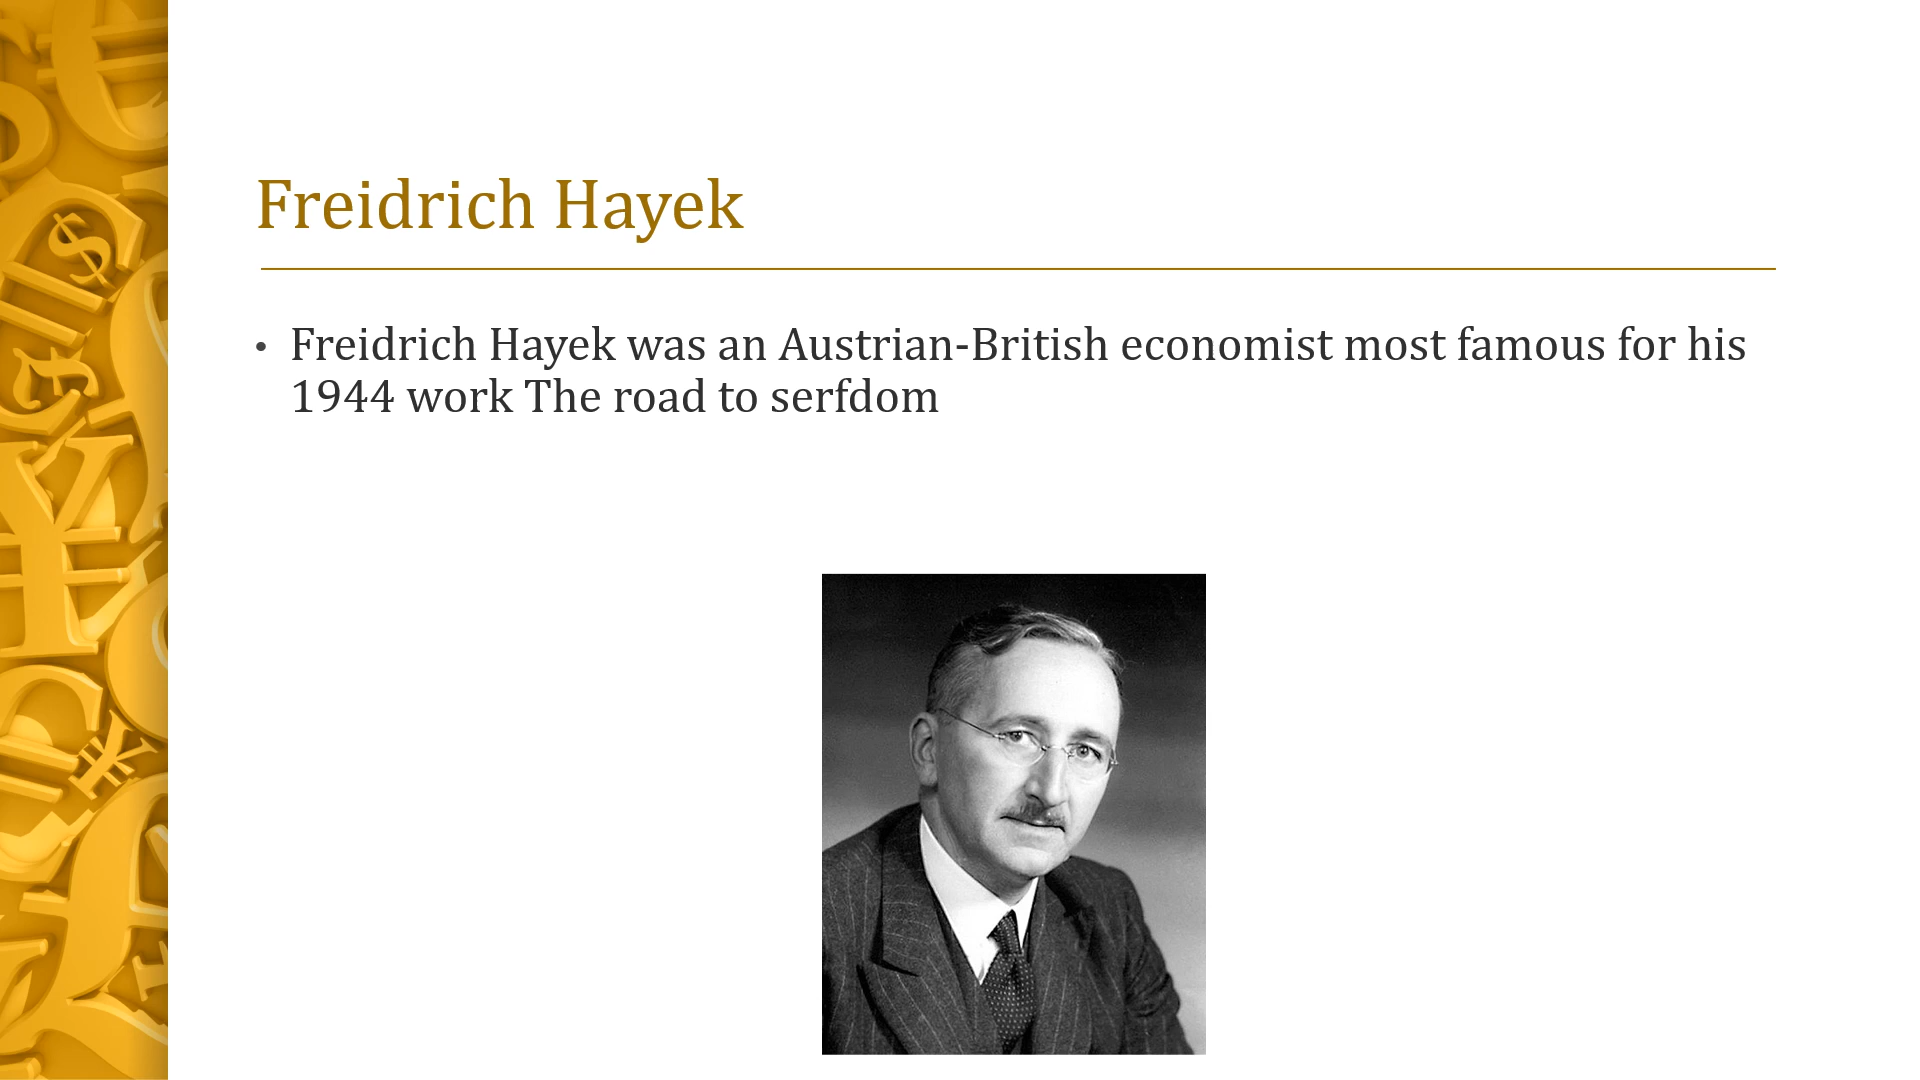 Freidrich Hayek
• Freidrich Hayek was an Austrian-British economist most famous for his
1944 work The road to serfdom